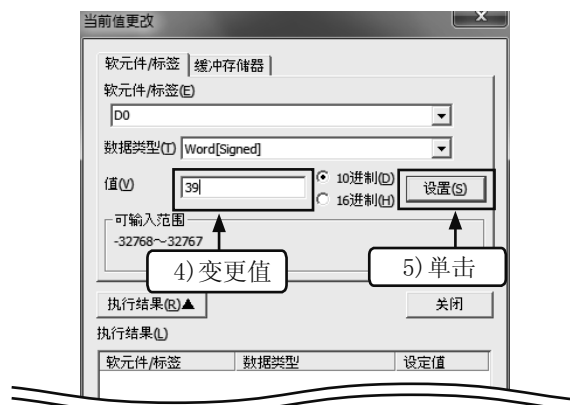 当前值更改
软元件/标签 缓冲存储器
软元件/标签(E)
D0
数据类型(T) Word[Signed]
值(V) 39 10进制(D) 设置(S)
16进制(H)
可输入范围
-32768～32767
4)变更值 5)単击
执行结果(R)▲ 关闭
执行结果(L)
软元件/标签 数据类型 设定值